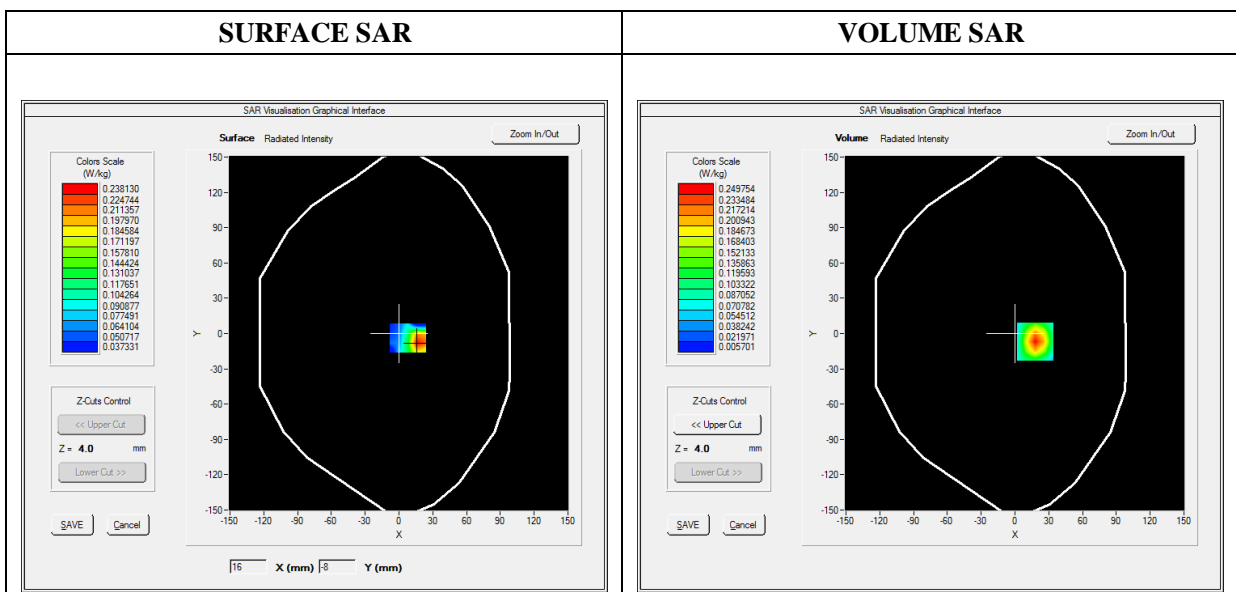 SURFACE SAR
VOLUME SAR
SAR Visualisation Graphical Interface
Surface Radiated Intensity
Zoom In/Out
Colors Scale
(W/kg)
0.238130
0.224744
0.211357
0.197970
0.184584
0.171197
0.157810
0.144424
0.131037
0.117651
0.104264
0.090877
0.077491
0.064104
0.050717
0.037331
Z-Cuts Control
<< Upper Cut
Z = 4.0 mm
Lower Cut >>
SAVE Cancel
150
120
90
60
30
0
-30
-60
-90
-120
-150
Y
-150 -120 -90 -60 -30 0 30 60 90 120 150
X
16 X (mm) -8 Y (mm)
SAR Visualisation Graphical Interface
Volume Radiated Intensity
Zoom In/Out
Colors Scale
(W/kg)
0.249754
0.233484
0.217214
0.200943
0.184673
0.168403
0.152133
0.135863
0.119593
0.103322
0.087052
0.070782
0.054512
0.038242
0.021971
0.005701
Z-Cuts Control
<< Upper Cut
Z = 4.0 mm
Lower Cut >>
SAVE Cancel
150
120
90
60
30
0
-30
-60
-90
-120
-150
Y
-150 -120 -90 -60 -30 0 30 60 90 120 150
X